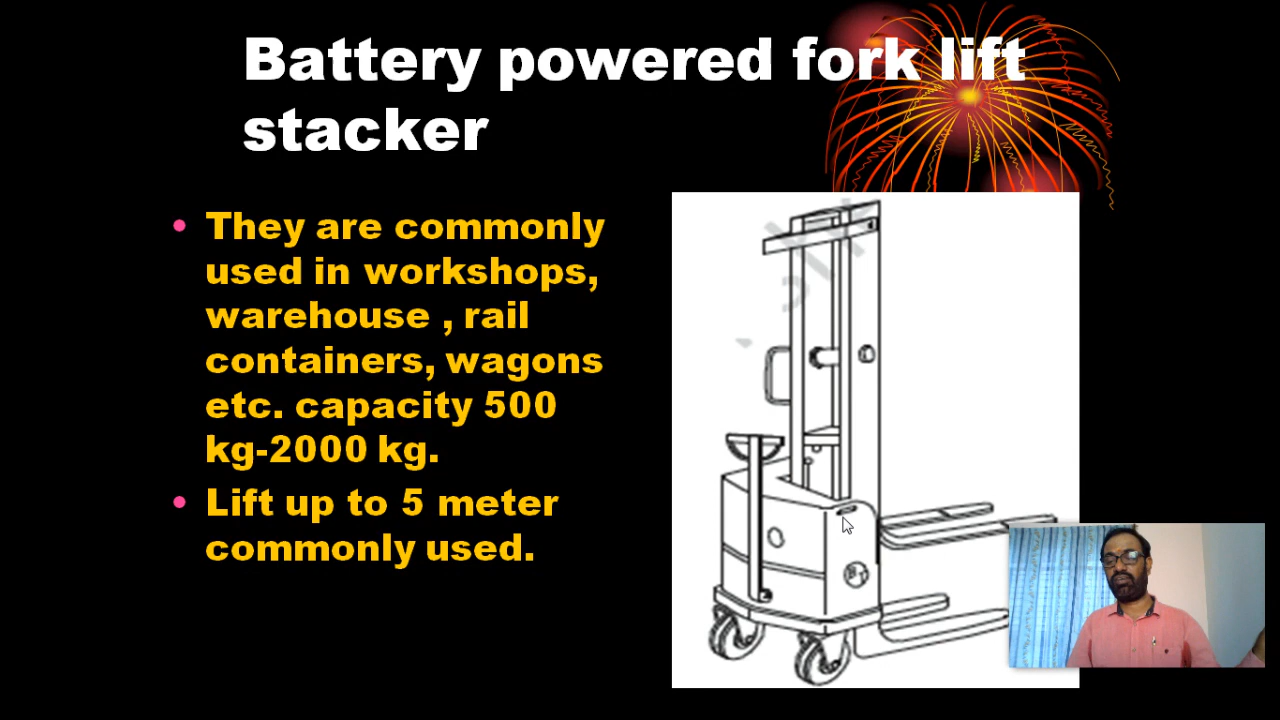 Battery powered fork lift
stacker
• They are commonly
used in workshops,
warehouse , rail
containers, wagons
etc. capacity 500
kg-2000 kg.
• Lift up to 5 meter
commonly used.